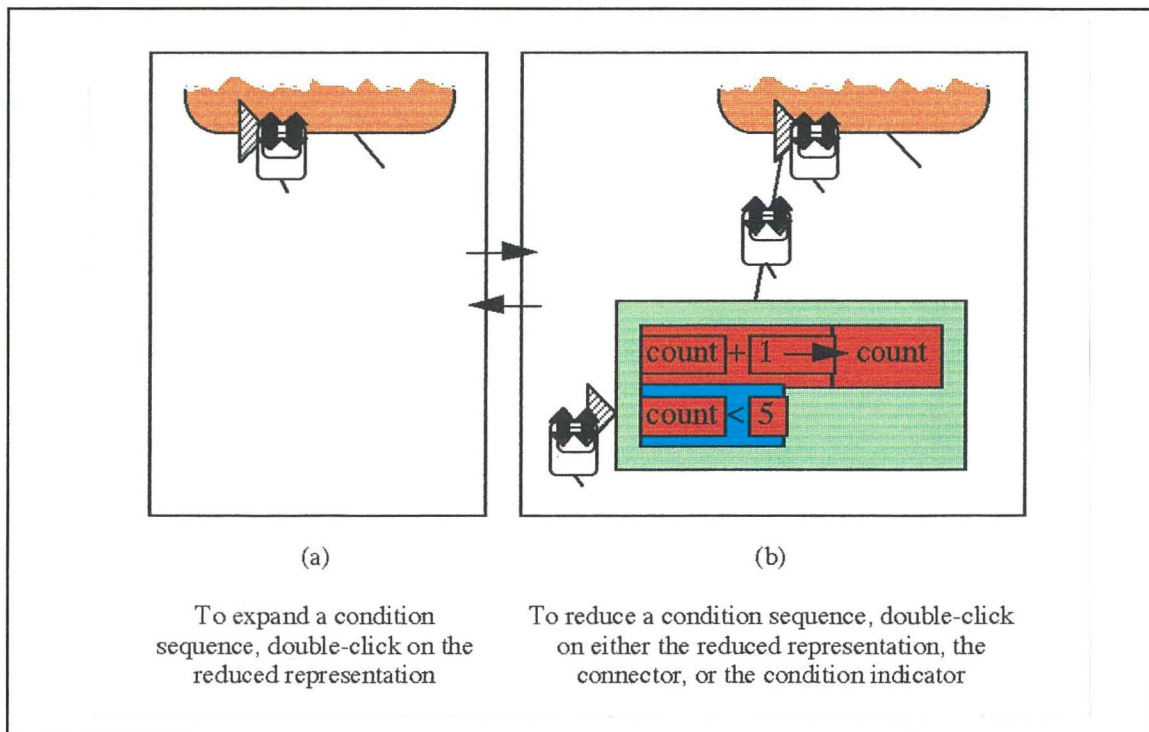 count + 1 count
count < 5
(a)
To expand a condition
sequence, double-click on the
reduced representation
(b)
To reduce a condition sequence, double-click
on either the reduced representation, the
connector, or the condition indicator